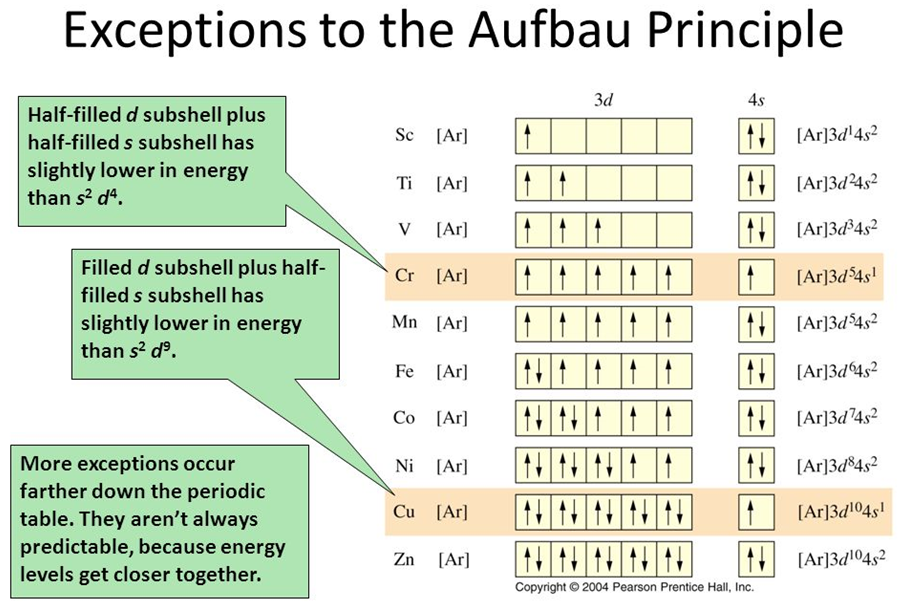 Exceptions to the Aufbau Principle
Half-filled d subshell plus
half-filled s subshell has
slightly lower in energy
than s² d⁴.
Filled d subshell plus half-
filled s subshell has
slightly lower in energy
than s² d⁹.
More exceptions occur
farther down the periodic
table. They aren’t always
predictable, because energy
levels get closer together.
3d 4s
Sc [Ar] ↑ ↑↓ [Ar]3d¹4s²
Ti [Ar] ↑ ↑ ↑↓ [Ar]3d²4s²
V [Ar] ↑ ↑ ↑ ↑↓ [Ar]3d³4s²
Cr [Ar] ↑ ↑ ↑ ↑ ↑ ↑ [Ar]3d⁵4s¹
Mn [Ar] ↑ ↑ ↑ ↑ ↑ ↑↓ [Ar]3d⁵4s²
Fe [Ar] ↑↓ ↑ ↑ ↑ ↑ ↑↓ [Ar]3d⁶4s²
Co [Ar] ↑↓ ↑↓ ↑ ↑ ↑ ↑↓ [Ar]3d⁷4s²
Ni [Ar] ↑↓ ↑↓ ↑↓ ↑ ↑ ↑↓ [Ar]3d⁸4s²
Cu [Ar] ↑↓ ↑↓ ↑↓ ↑↓ ↑↓ ↑ [Ar]3d¹⁰4s¹
Zn [Ar] ↑↓ ↑↓ ↑↓ ↑↓ ↑↓ ↑↓ [Ar]3d¹⁰4s²
Copyright © 2004 Pearson Prentice Hall, Inc.